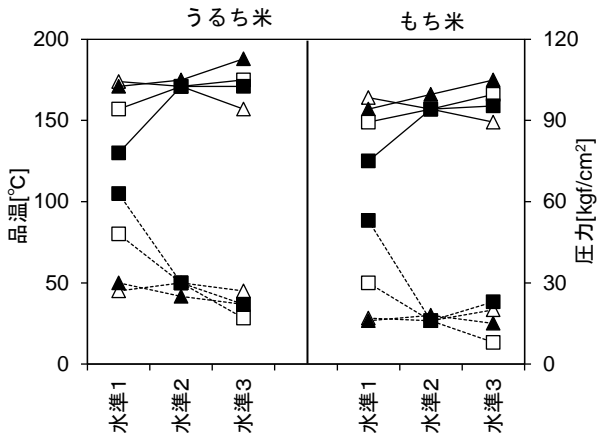 うるち米
もち米
200
150
100
50
0
品温[℃]
120
90
60
30
0
圧力[kgf/cm²]
水準1
水準2
水準3
水準1
水準2
水準3